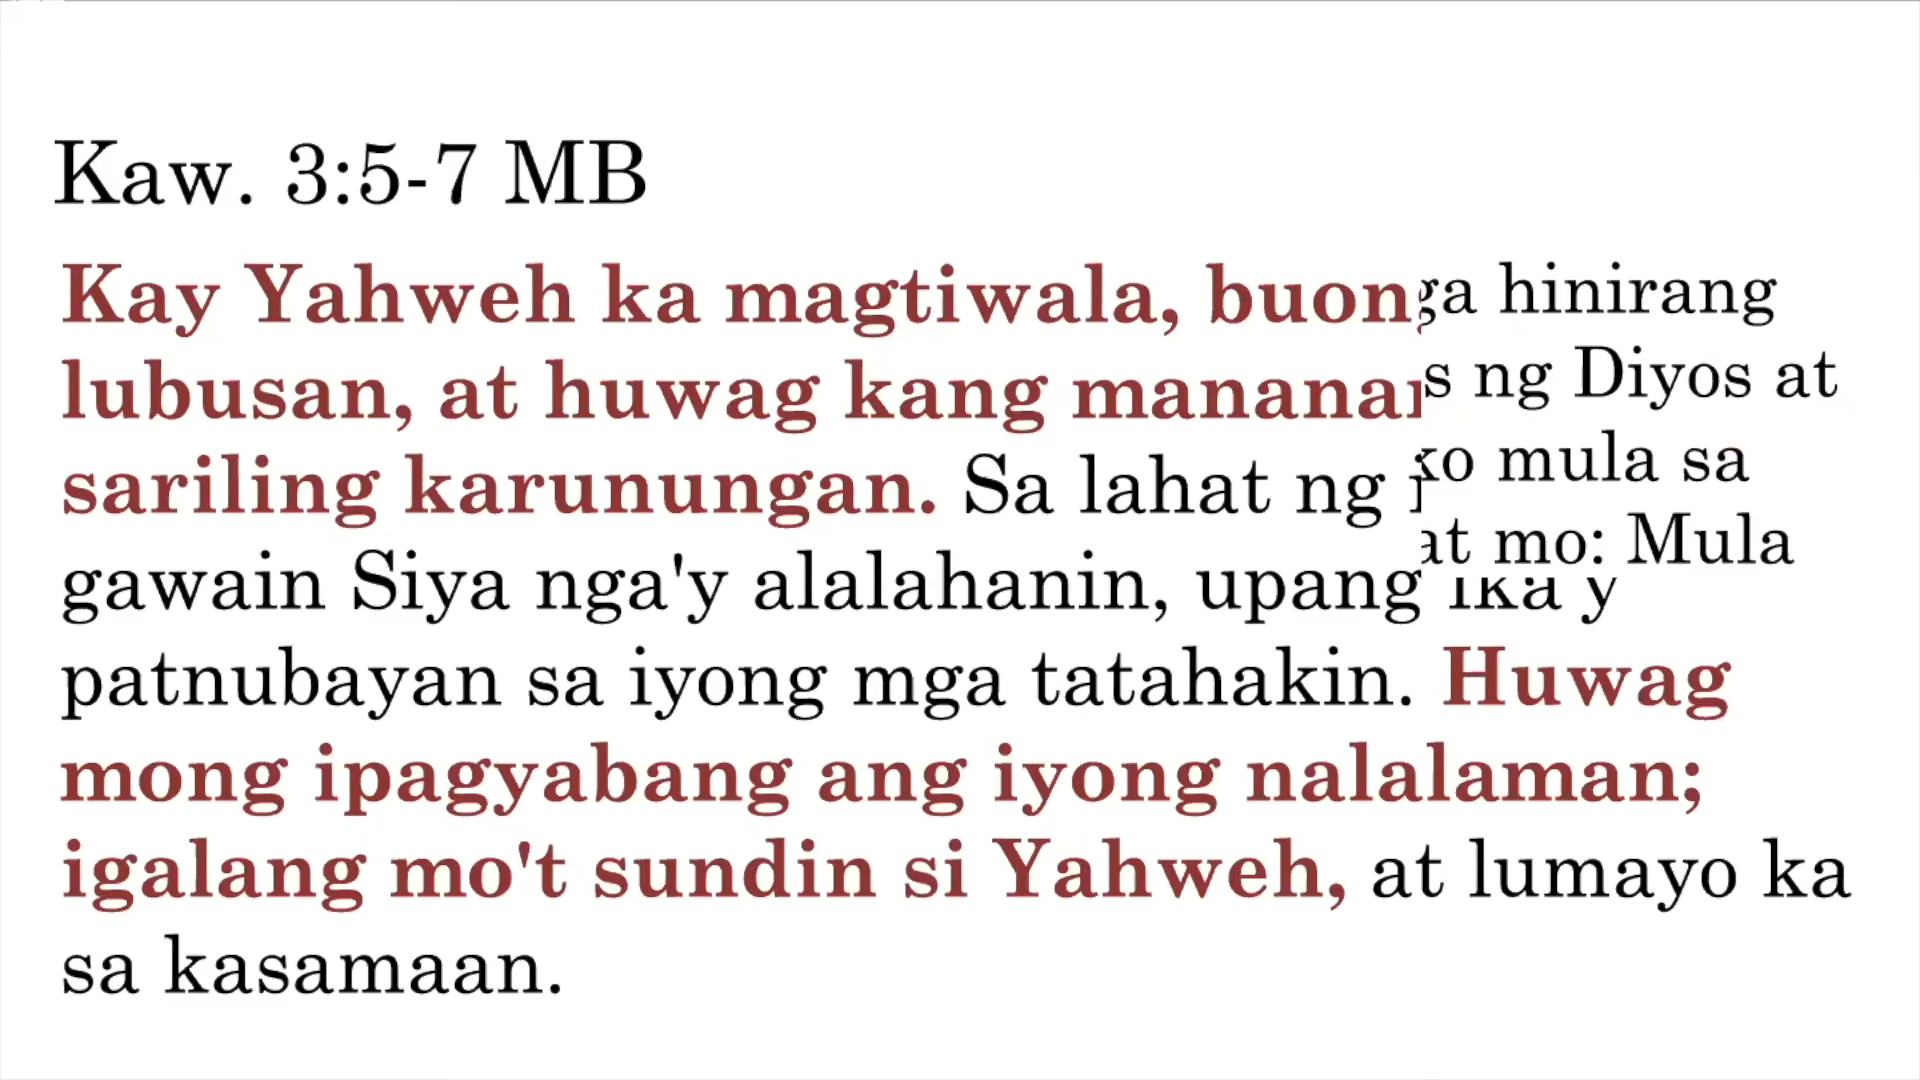 Kaw. 3:5-7 MB
Kay Yahweh ka magtiwala, buong hinirang
lubusan, at huwag kang ng Diyos at
sariling karunungan. Sa lahat ng mula sa
mo: Mula
gawain Siya nga'y alalahanin, upang ika'y
patnubayan sa iyong mga tatahakin. Huwag
mong ipagyabang ang iyong nalalaman;
igalang mo't sundin si Yahweh, at lumayo ka
sa kasamaan.